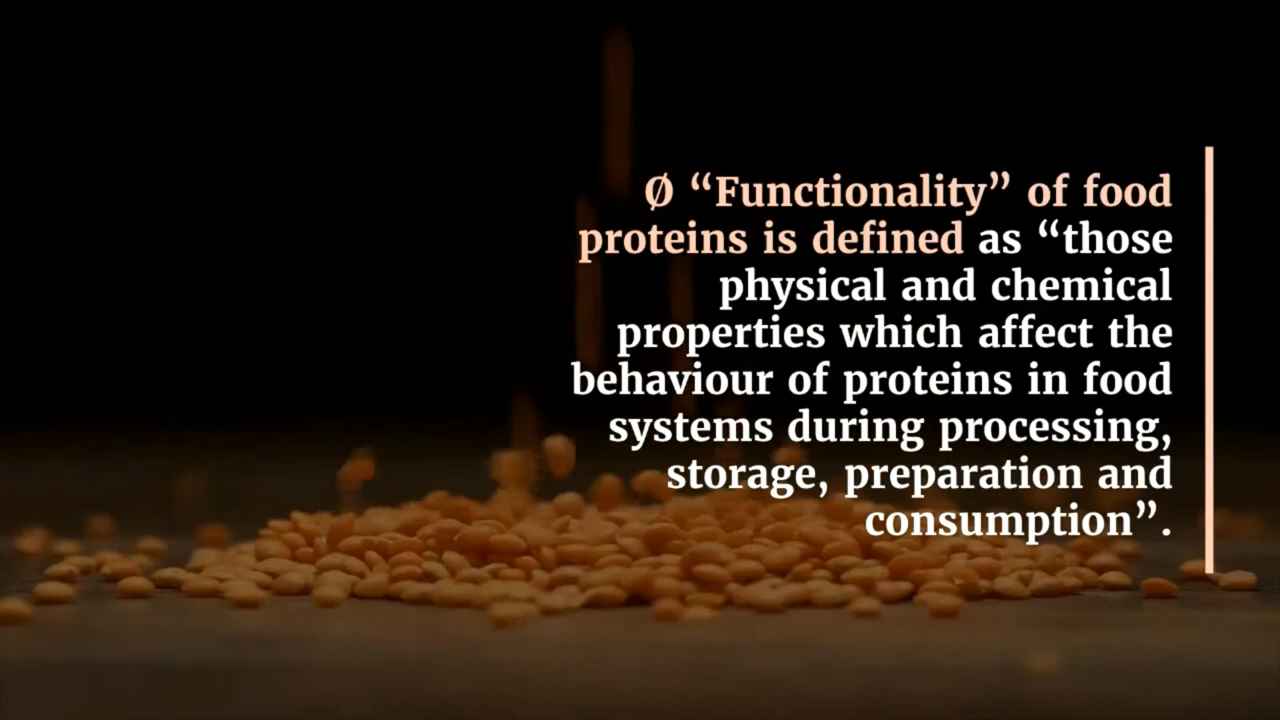 Ø “Functionality” of food
proteins is defined as “those
physical and chemical
properties which affect the
behaviour of proteins in food
systems during processing,
storage, preparation and
consumption”.